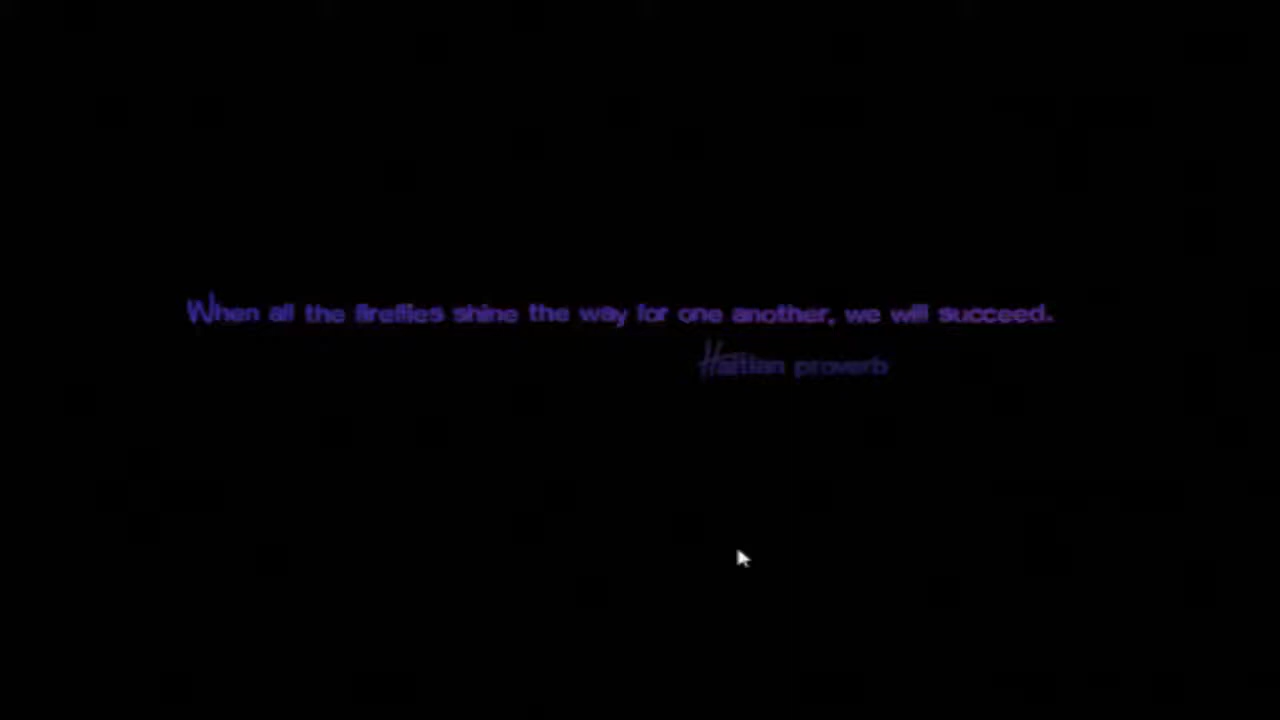 When all the fireflies shine the way for one another, we will succeed.
Haitian proverb